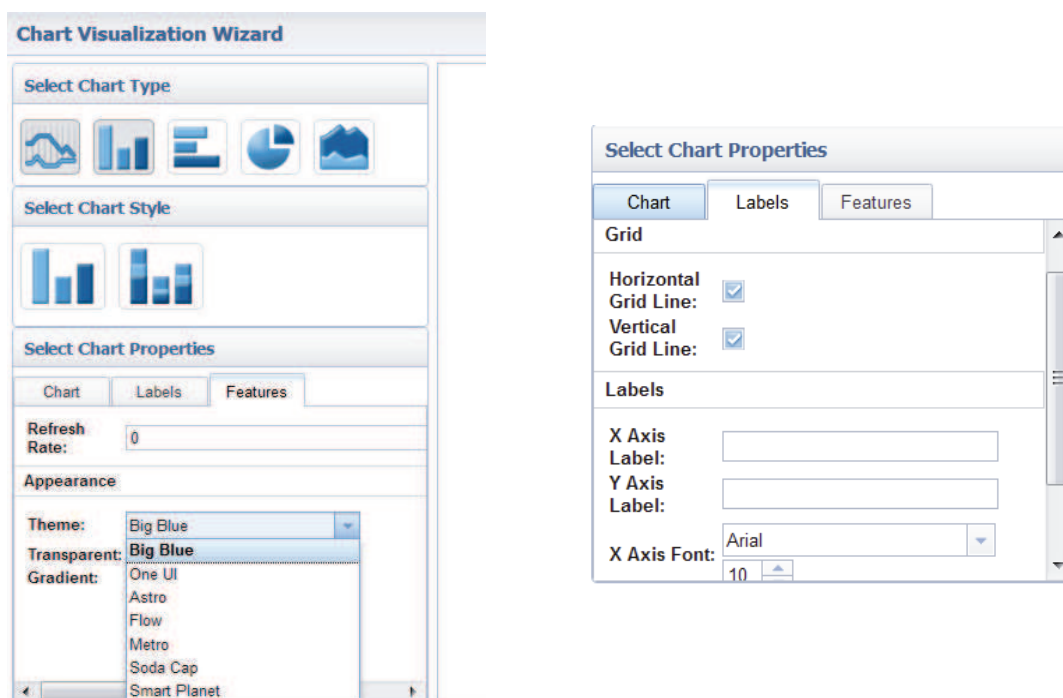 Chart Visualization Wizard
Select Chart Type
Select Chart Style
Select Chart Properties
Chart Labels Features
Refresh
Rate: 0
Appearance
Theme: Big Blue
Transparent: Big Blue
Gradient: One UI
Astro
Flow
Metro
Soda Cap
Smart Planet
Select Chart Properties
Chart Labels Features
Grid
Horizontal
Grid Line:
Vertical
Grid Line:
Labels
X Axis
Label:
Y Axis
Label:
X Axis Font: Arial
10